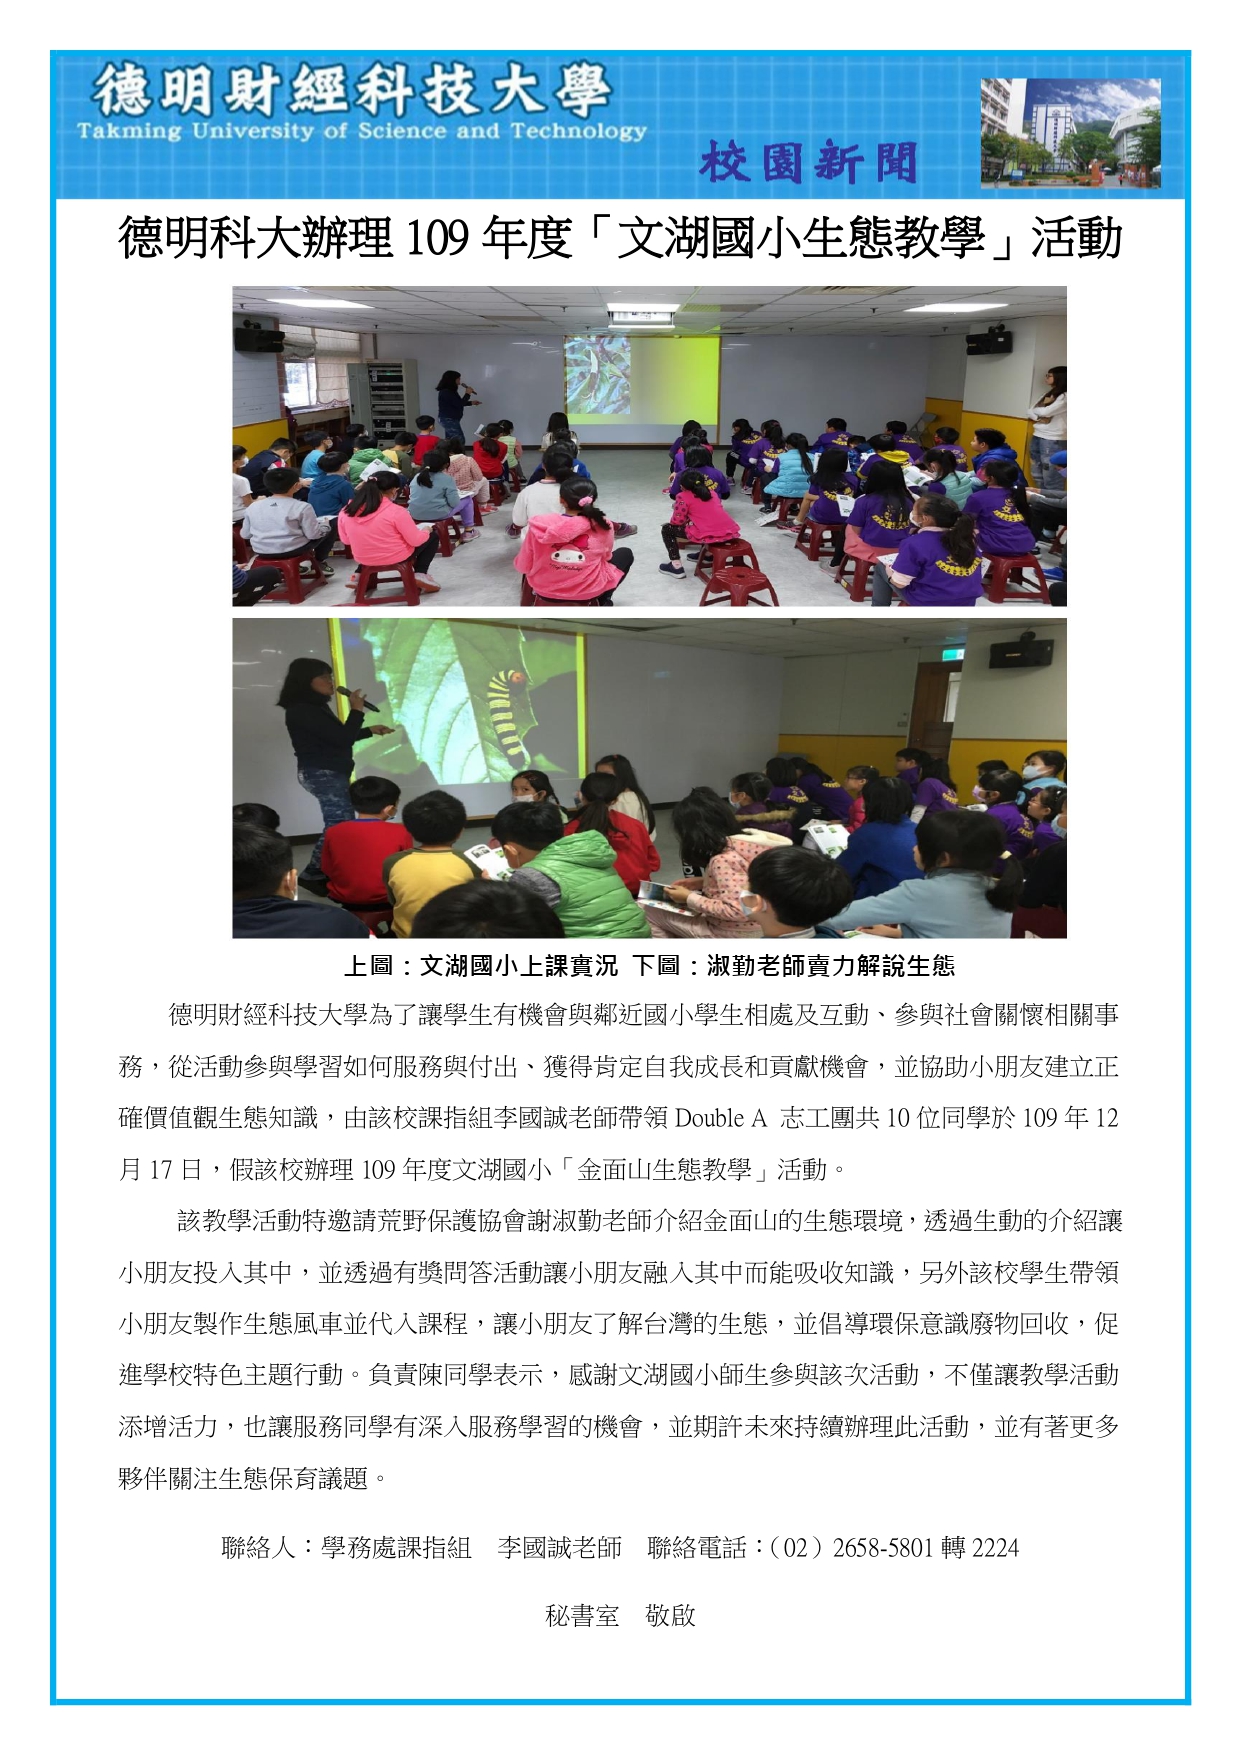 德明財經科技大學
Takming University of Science and Technology
校園新聞
德明科大辦理 109 年度「文湖國小生態教學」活動
上圖：文湖國小上課實況 下圖：淑勤老師賣力解說生態
德明財經科技大學為了讓學生有機會與鄰近國小學生相處及互動、參與社會關懷相關事
務，從活動參與學習如何服務與付出、獲得肯定自我成長和貢獻機會，並協助小朋友建立正
確價值觀生態知識，由該校課指組李國誠老師帶領 Double A 志工團共 10 位同學於 109 年 12
月 17 日，假該校辦理 109 年度文湖國小「金面山生態教學」活動。
該教學活動特邀請荒野保護協會謝淑勤老師介紹金面山的生態環境，透過生動的介紹讓
小朋友投入其中，並透過有獎問答活動讓小朋友融入其中而能吸收知識，另外該校學生帶領
小朋友製作生態風車並代入課程，讓小朋友了解台灣的生態，並倡導環保意識廢物回收，促
進學校特色主題行動。負責陳同學表示，感謝文湖國小師生參與該次活動，不僅讓教學活動
添增活力，也讓服務同學有深入服務學習的機會，並期許未來持續辦理此活動，並有著更多
夥伴關注生態保育議題。
聯絡人：學務處課指組 李國誠老師 聯絡電話：（02）2658-5801 轉 2224
秘書室 敬啟